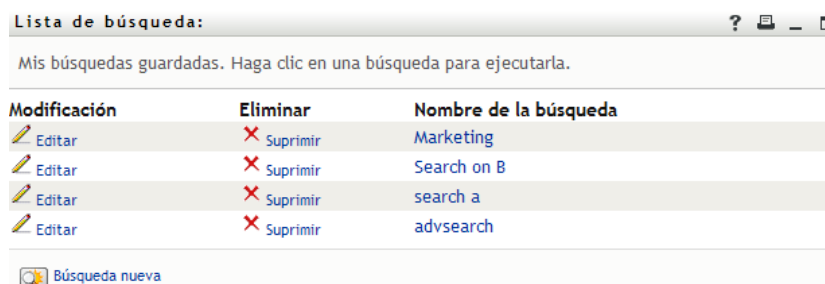 Lista de búsqueda:
Mis búsquedas guardadas. Haga clic en una búsqueda para ejecutarla.
Modificación Eliminar Nombre de la búsqueda
Editar Suprimir Marketing
Editar Suprimir Search on B
Editar Suprimir search a
Editar Suprimir advsearch
Búsqueda nueva